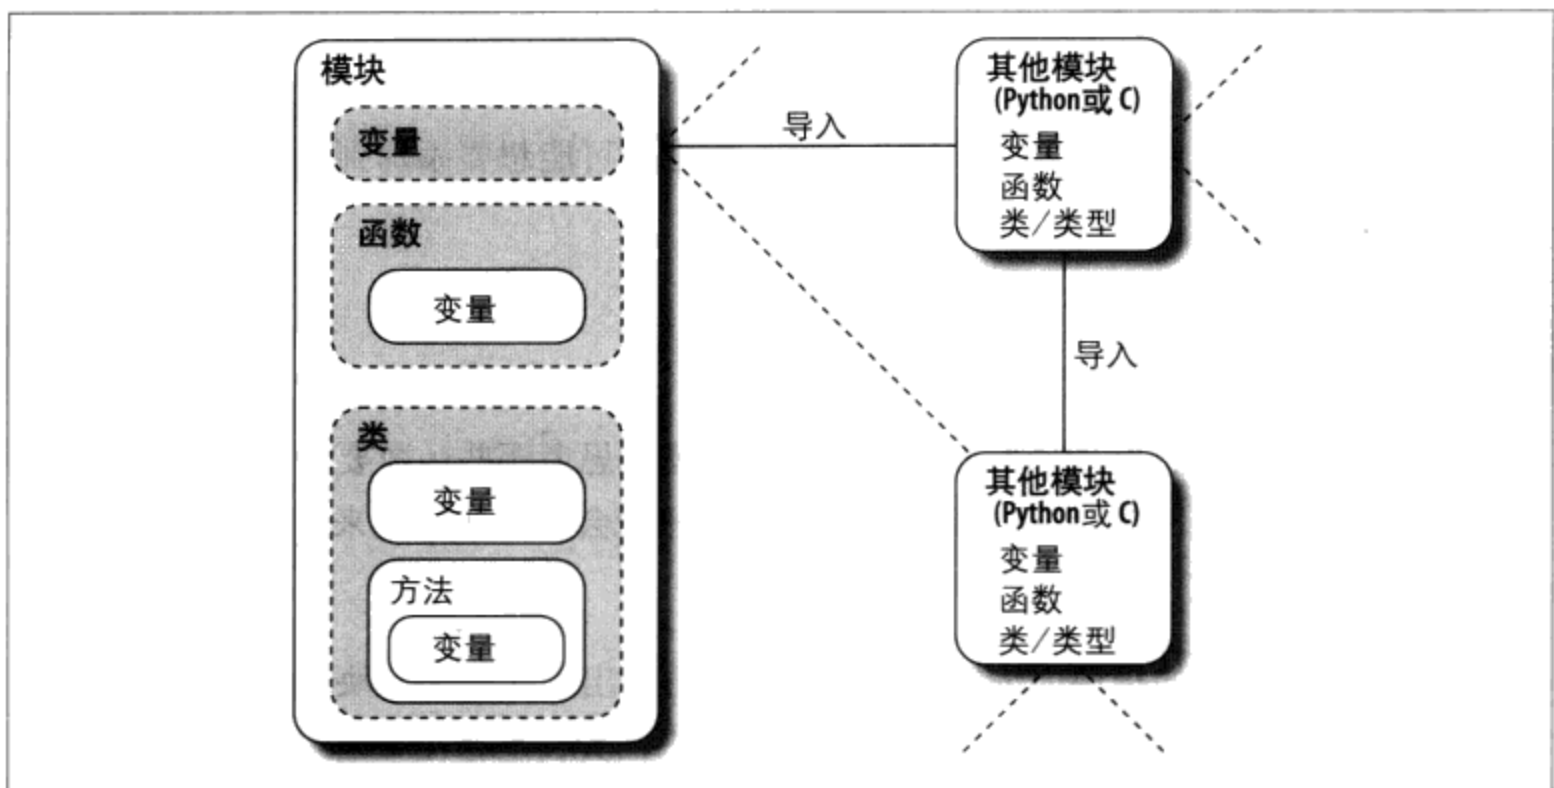 模块
变量
函数
变量
类
变量
方法
变量
导入
其他模块
(Python或 C)
变量
函数
类/类型
导入
其他模块
(Python或 C)
变量
函数
类/类型